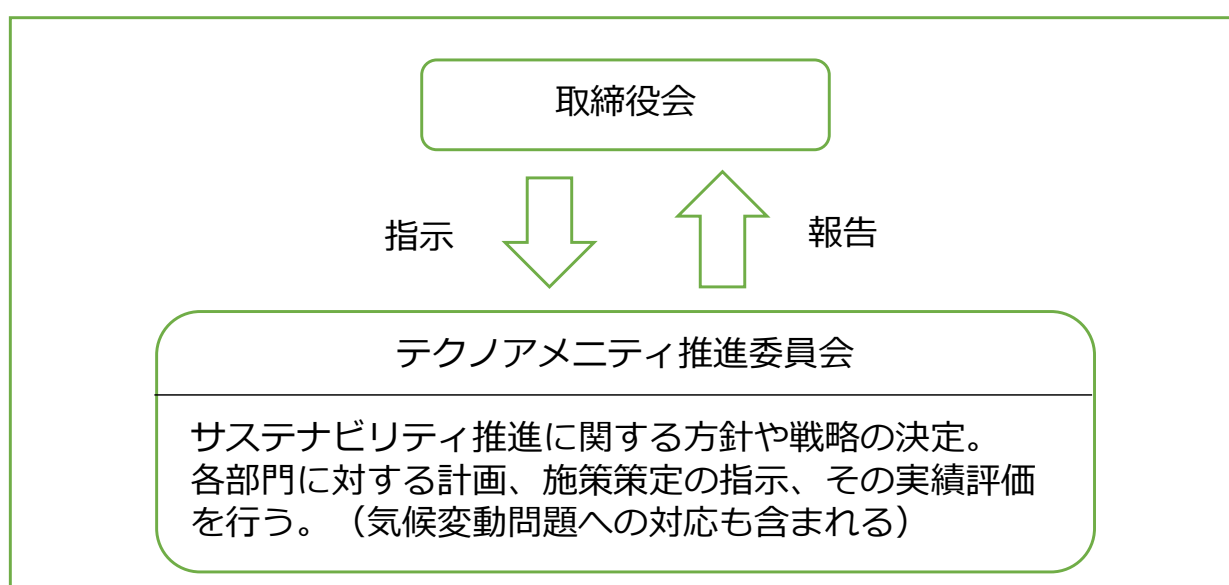 取締役会
指示
報告
テクノアメニティ推進委員会
サステナビリティ推進に関する方針や戦略の決定。
各部門に対する計画、施策策定の指示、その実績評価
を行う。（気候変動問題への対応も含まれる）